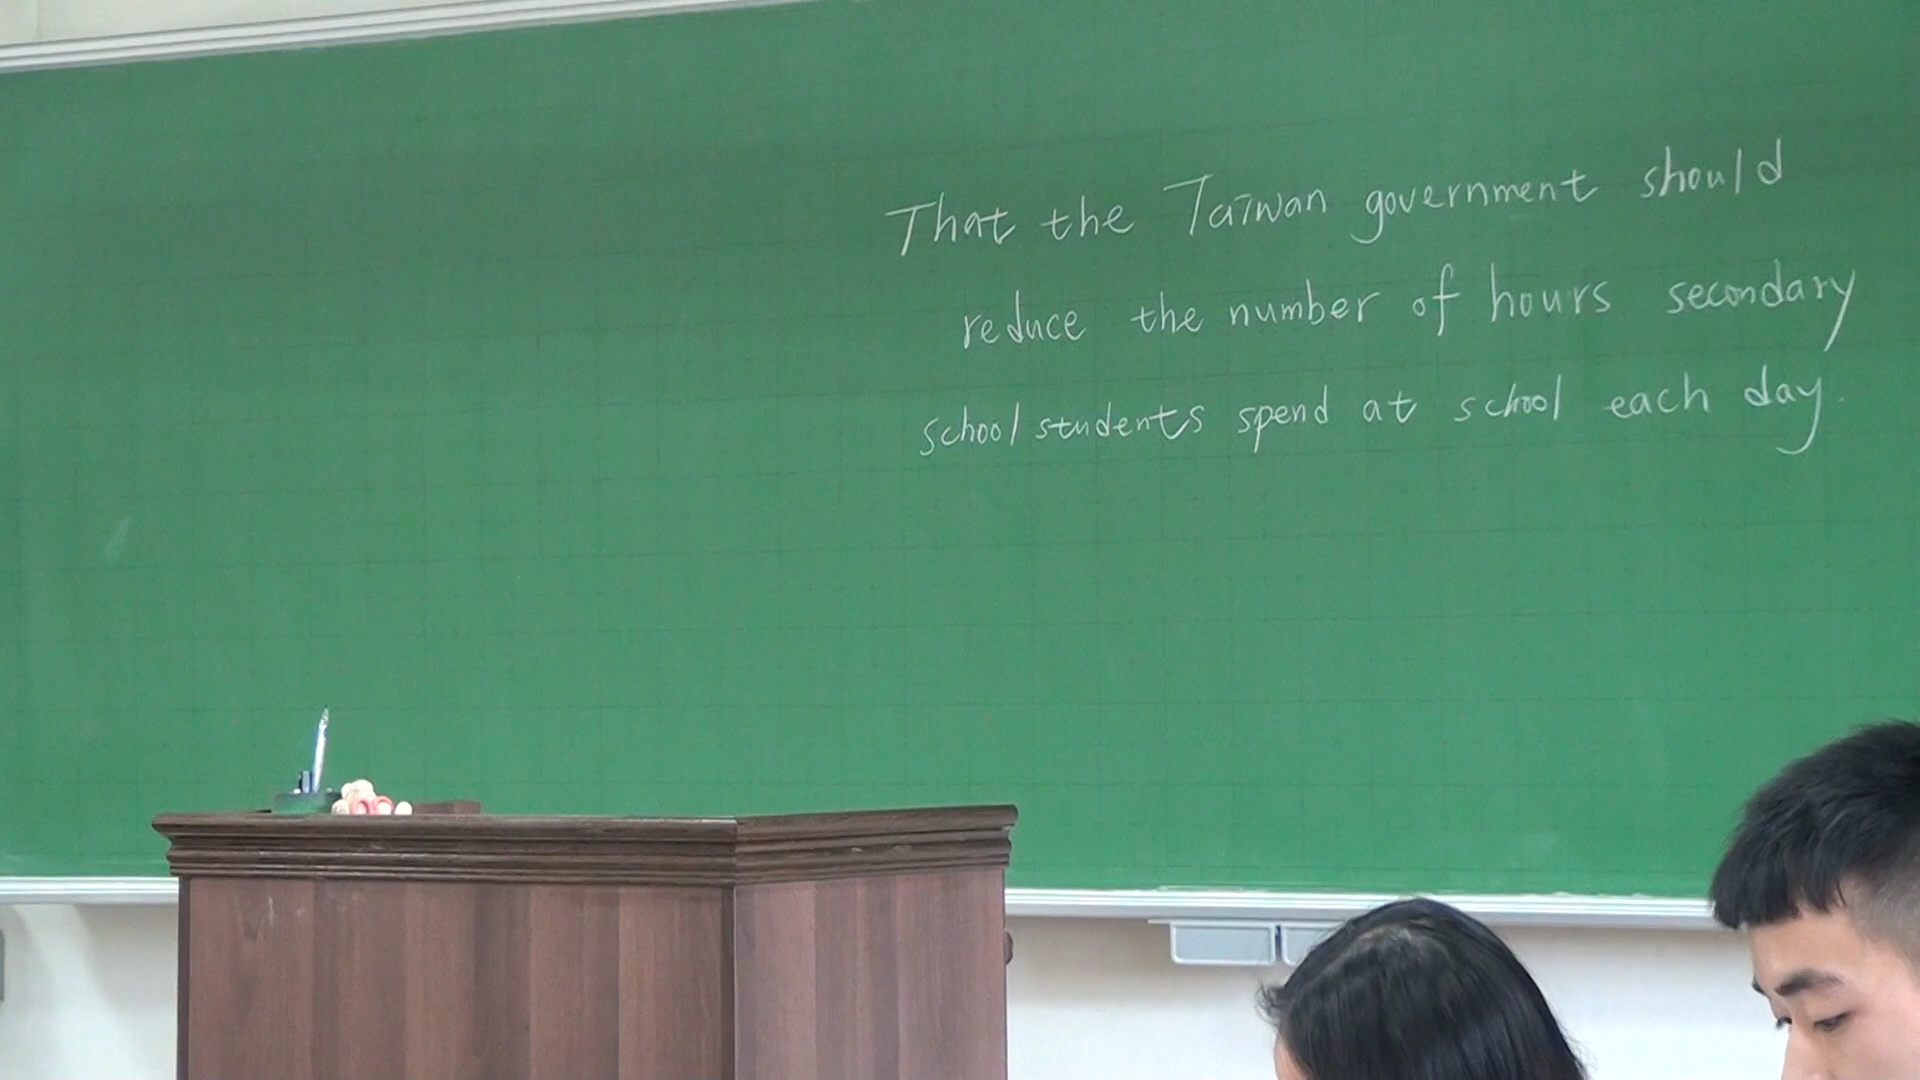 That the Taiwan government should
reduce the number of hours secondary
school students spend at school each day.